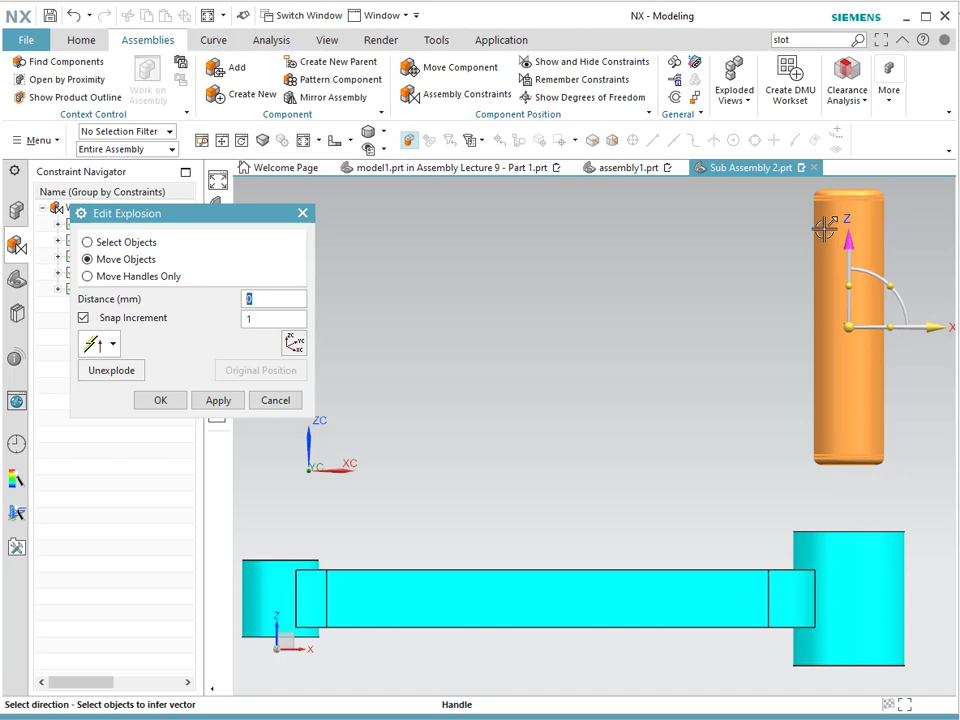 NX
Switch Window
Window
NX - Modeling
SIEMENS
File
Home
Assemblies
Curve
Analysis
View
Render
Tools
Application
slot
Find Components
Open by Proximity
Show Product Outline
Work on
Assembly
Context Control
Add
Create New
Create New Parent
Pattern Component
Mirror Assembly
Component
Move Component
Assembly Constraints
Show and Hide Constraints
Remember Constraints
Show Degrees of Freedom
Component Position
General
Exploded
Views
Create DMU
Workset
Clearance
Analysis
More
Menu
No Selection Filter
Entire Assembly
Welcome Page
model1.prt in Assembly Lecture 9 - Part 1.prt
assembly1.prt
Sub Assembly 2.prt
Constraint Navigator
Name (Group by Constraints)
Edit Explosion
Select Objects
Move Objects
Move Handles Only
Distance (mm)
0
Snap Increment
1
ZC
YC
XC
Unexplode
Original Position
OK
Apply
Cancel
Z
X
ZC
YC
XC
Z
X
Select direction - Select objects to infer vector
Handle